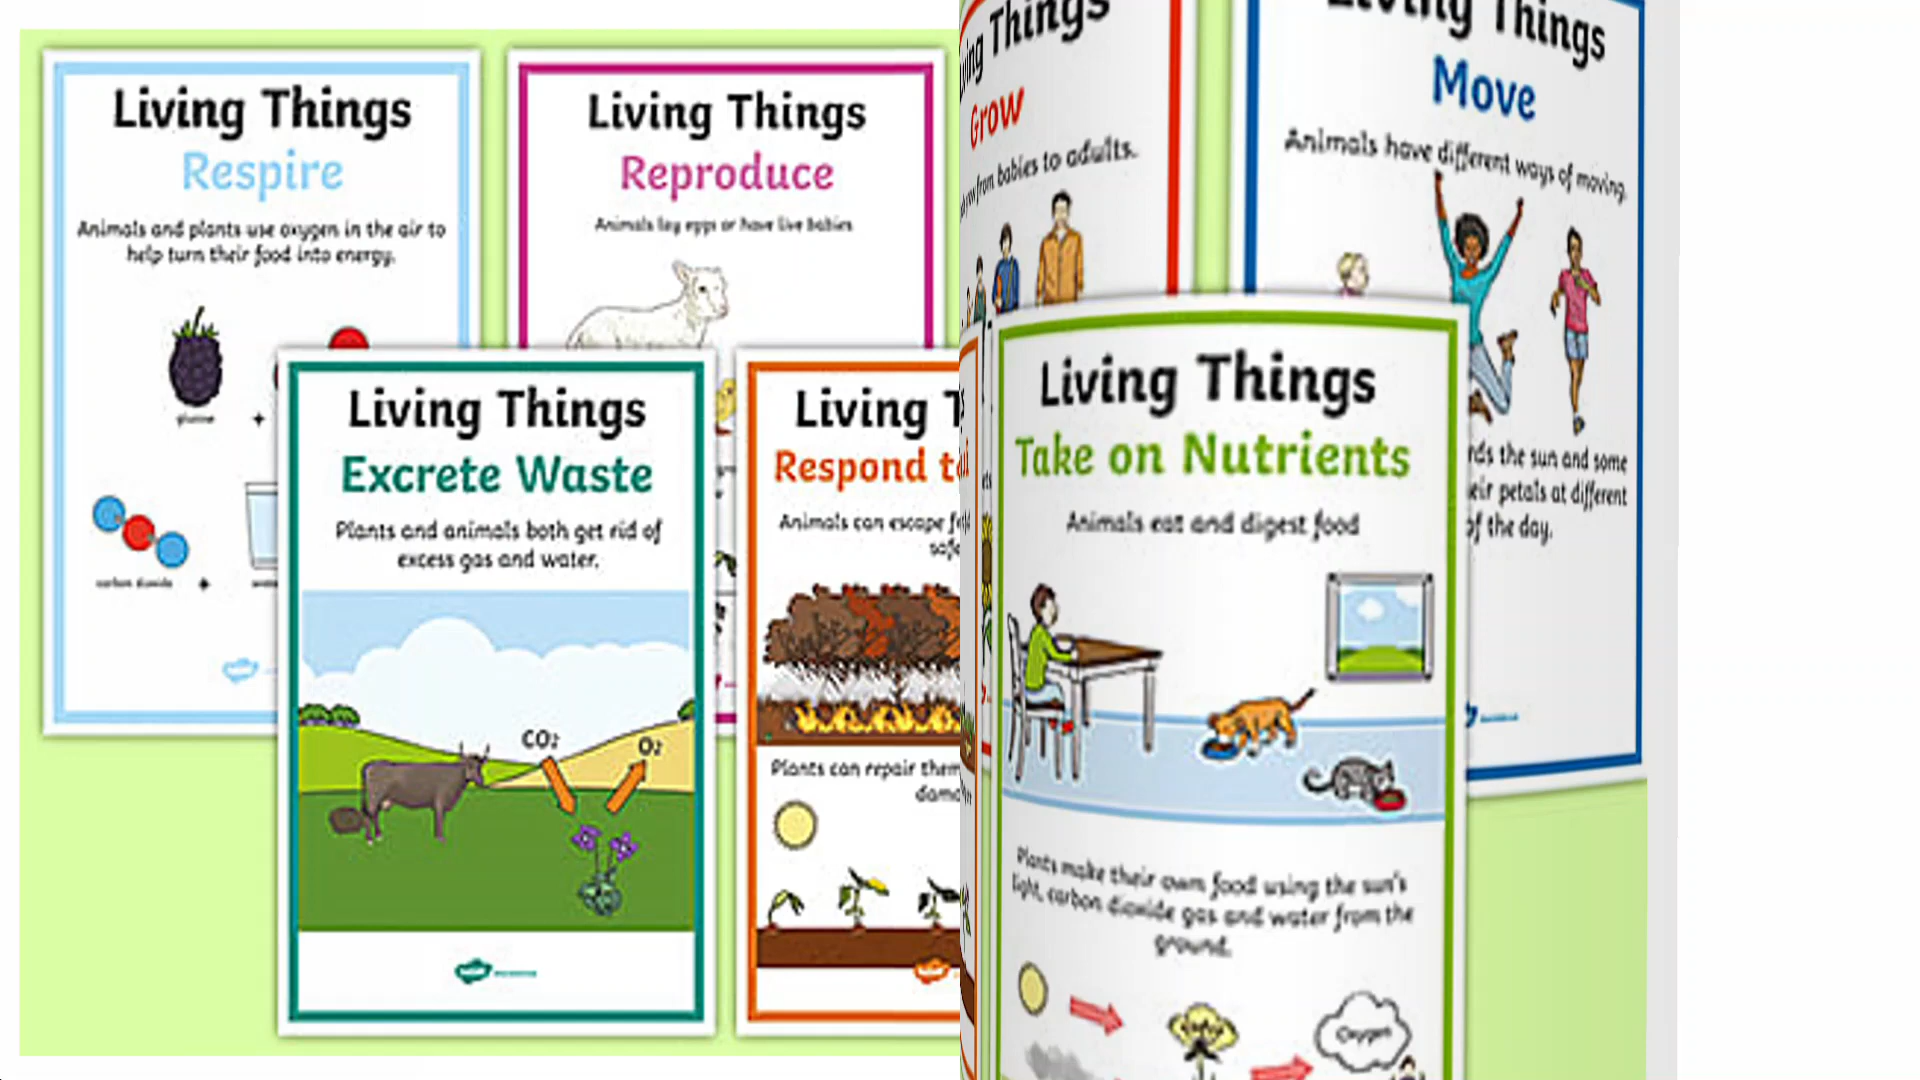 Living Things
Respire
Animals and plants use oxygen in the air to
help turn their food into energy.
glucose
+
carbon dioxide +
Living Things
Reproduce
Animals lay eggs or have live babies
Living Things
Excrete Waste
Plants and animals both get rid of
excess gas and water.
CO₂
O₂
Living
Respond
Animals can escape
Plants can repair
Things
Grow
from babies to adults.
Living Things
Move
Animals have different ways of moving.
the sun and some
petals at different
of the day.
Living Things
Take on Nutrients
Animals eat and digest food
Plants make their own food using the sun's
light, carbon dioxide gas and water from the
ground.
Oxygen